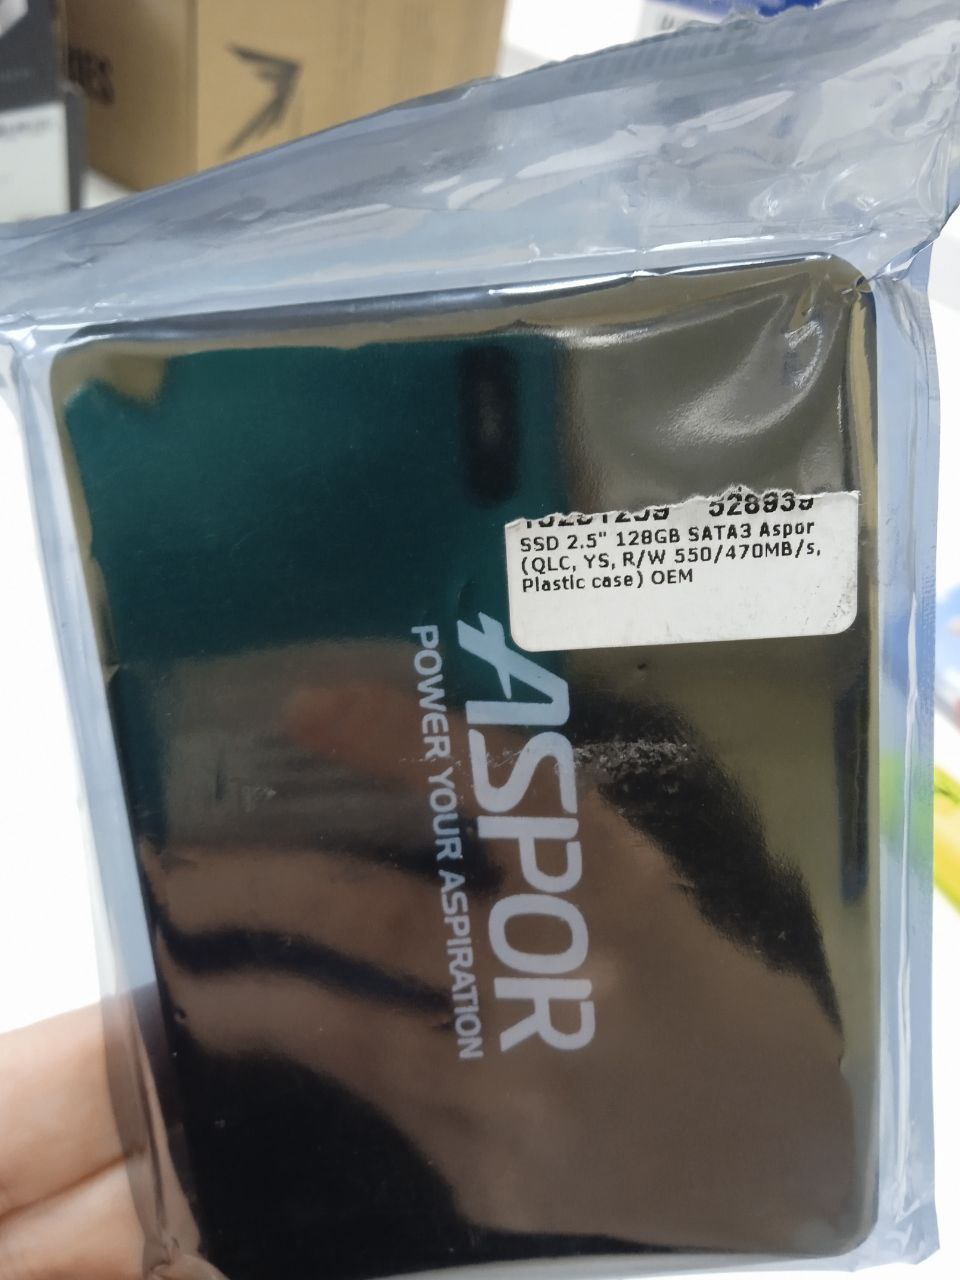 528939
SSD 2.5" 128GB SATA3 Aspor
(QLC, YS, R/W 550/470MB/s,
Plastic case) OEM
ASPOR
POWER YOUR ASPIRATION